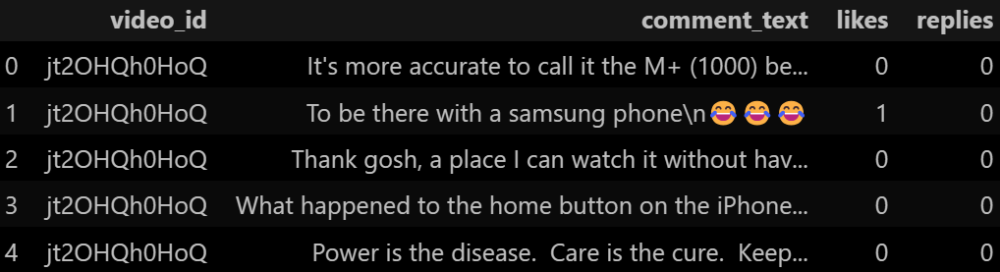 video_id comment_text likes replies
0 jt2OHQh0HoQ It's more accurate to call it the M+ (1000) be... 0 0
1 jt2OHQh0HoQ To be there with a samsung phone\n😂😂😂 1 0
2 jt2OHQh0HoQ Thank gosh, a place I can watch it without hav... 0 0
3 jt2OHQh0HoQ What happened to the home button on the iPhone... 0 0
4 jt2OHQh0HoQ Power is the disease.  Care is the cure.  Keep... 0 0